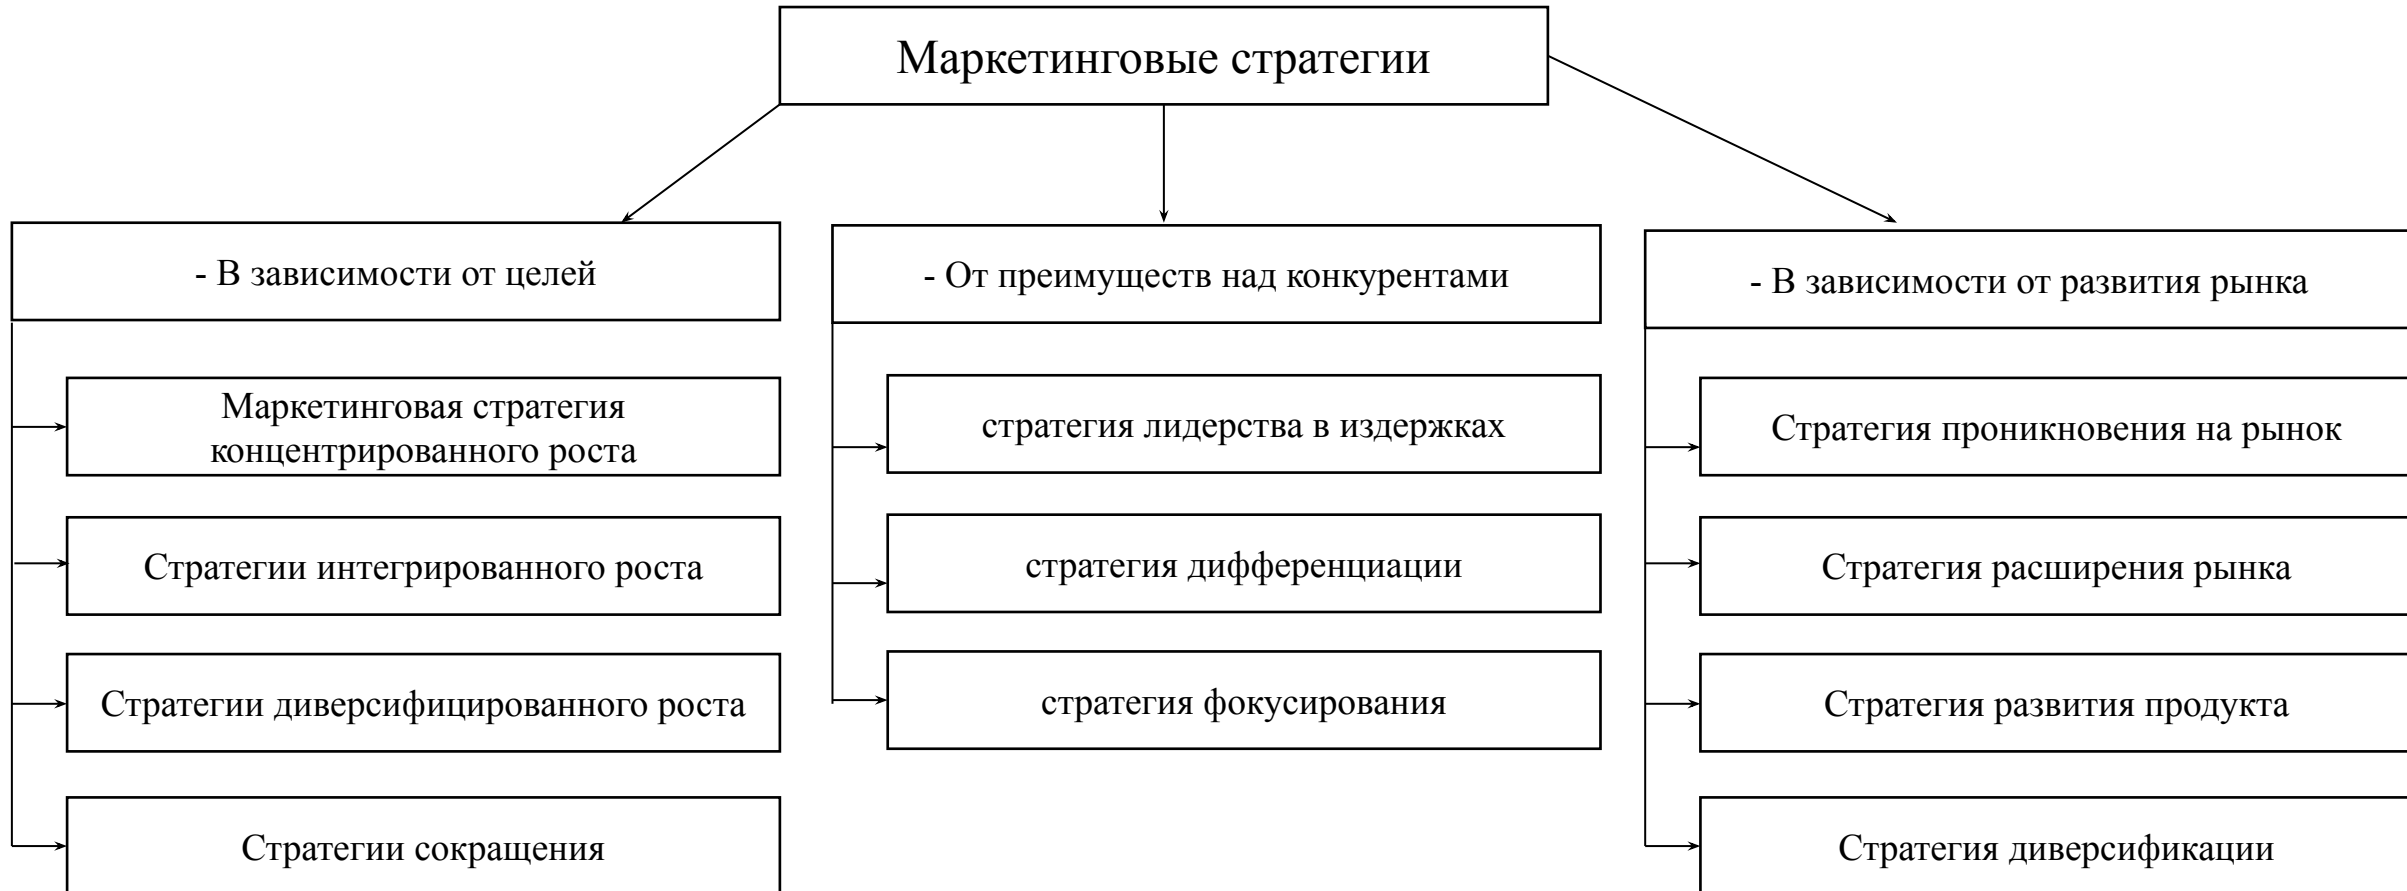 Маркетинговые стратегии
- В зависимости от целей
Маркетинговая стратегия
концентрированного роста
Стратегии интегрированного роста
Стратегии диверсифицированного роста
Стратегии сокращения
- От преимуществ над конкурентами
стратегия лидерства в издержках
стратегия дифференциации
стратегия фокусирования
- В зависимости от развития рынка
Стратегия проникновения на рынок
Стратегия расширения рынка
Стратегия развития продукта
Стратегия диверсификации